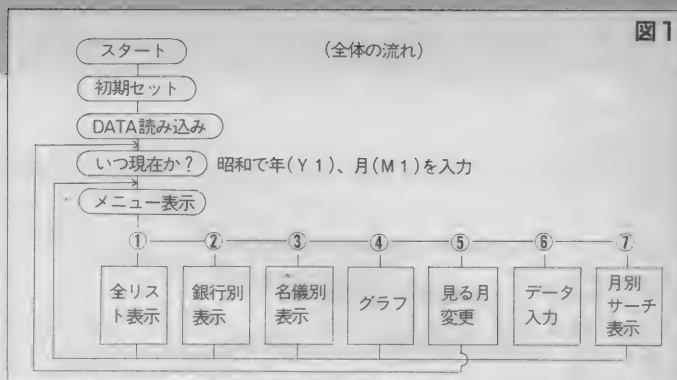 図1
スタート (全体の流れ)
初期セット
DATA読み込み
いつ現在か? 昭和で年(Y1)、月(M1)を入力
メニュー表示
① ② ③ ④ ⑤ ⑥ ⑦
全リス 銀行別 名儀別 グラフ 見る月 データ 月別
ト表示 表示 表示 変更 入力 サーチ
表示